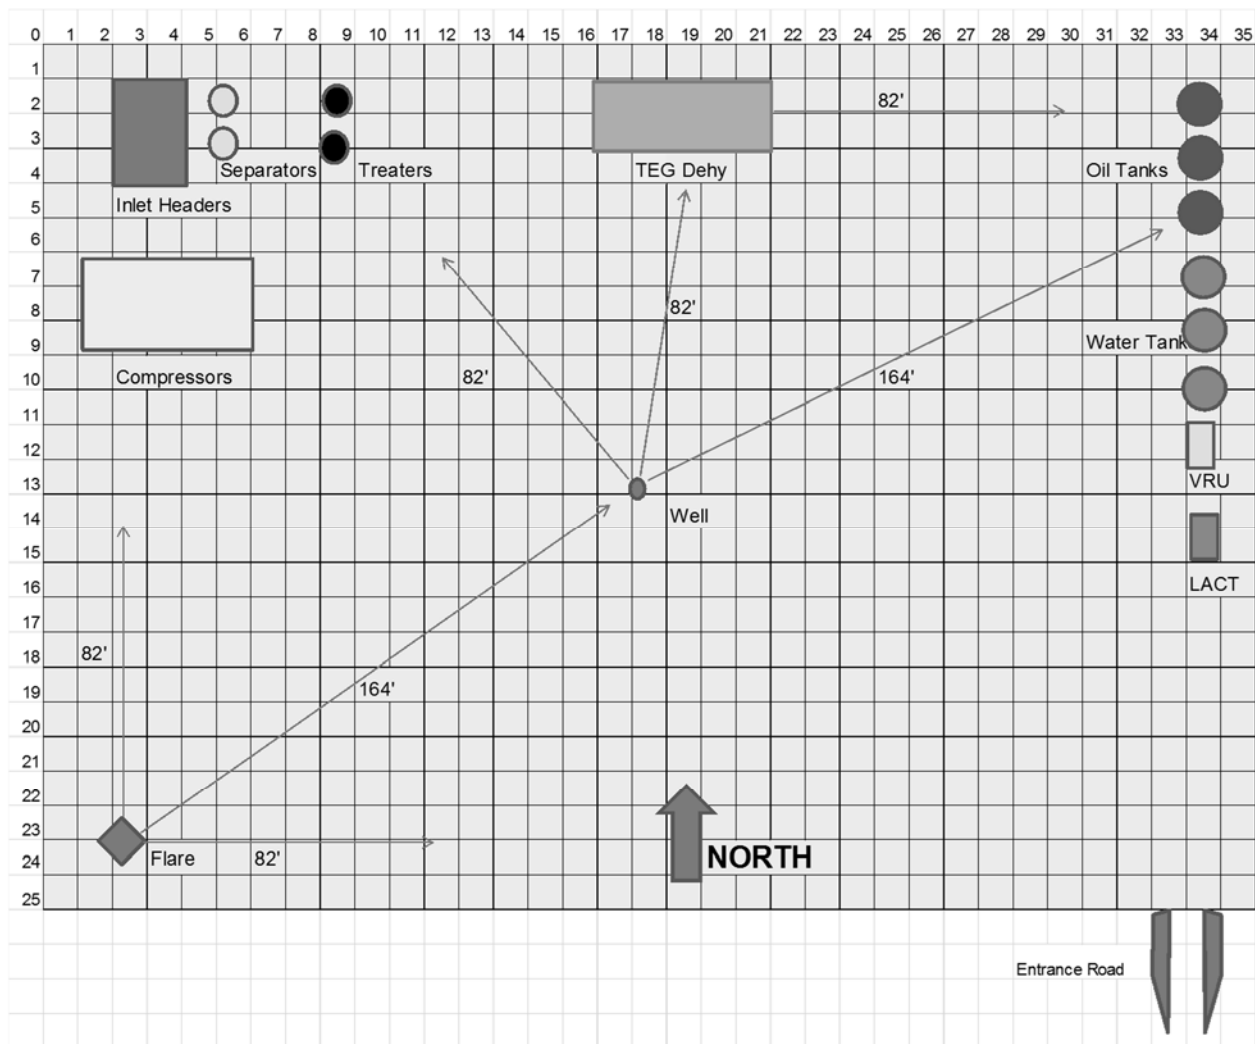 0 1 2 3 4 5 6 7 8 9 10 11 12 13 14 15 16 17 18 19 20 21 22 23 24 25 26 27 28 29 30 31 32 33 34 35
1
2
82'
3
Separators Treaters TEG Dehy Oil Tanks
4
Inlet Headers
5
6
7
82'
8
9
Water Tank
Compressors 82' 164'
10
11
12
13
VRU
Well
14
15
LACT
16
17
82'
18
164'
19
20
21
22
23
Flare 82' NORTH
24
25
Entrance Road